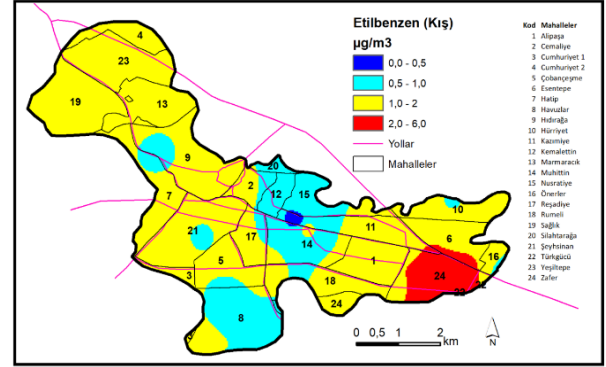 Etilbenzen (Kış)
µg/m3
0,0 - 0,5
0,5 - 1,0
1,0 - 2
2,0 - 6,0
Yollar
Mahalleler
Kod Mahalleler
1 Alipaşa
2 Cemaliye
3 Cumhuriyet 1
4 Cumhuriyet 2
5 Çobançeşme
6 Esentepe
7 Hatip
8 Havuzlar
9 Hıdırağa
10 Hürriyet
11 Kazımiye
12 Kemalettin
13 Marmaracık
14 Muhittin
15 Nusratiye
16 Önerler
17 Reşadiye
18 Rumeli
19 Sağlık
20 Silahtarağa
21 Şeyhsinan
22 Türkgücü
23 Yeşiltepe
24 Zafer
4
23
19
13
9
20
2
12
15
7
10
21
17
14
11
6
16
5
1
3
18
24
24
22
8
0 0,5 1 2
km
N